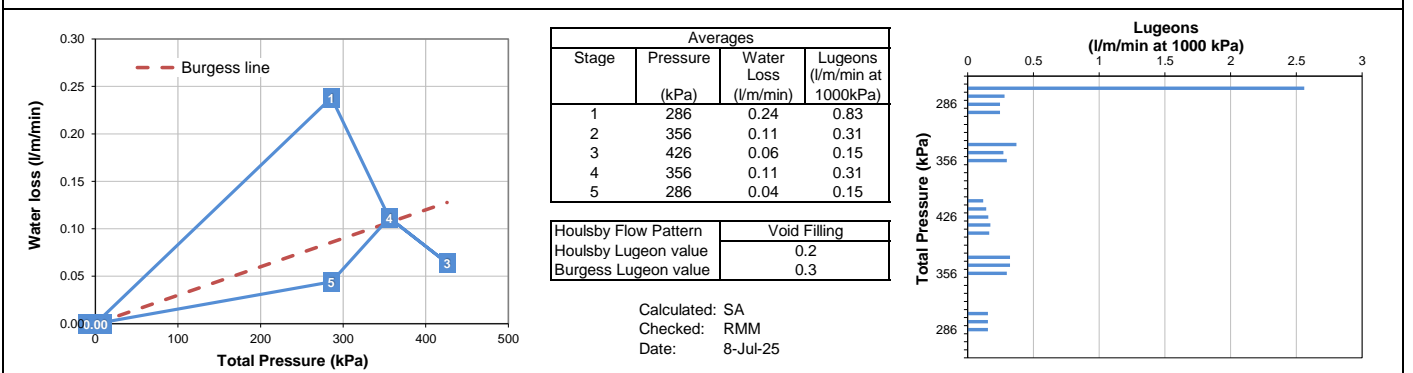 0.30
0.25
0.20
0.15
0.10
0.05
0.00
0.00
0 100 200 300 400 500
Water loss (l/m/min)
Total Pressure (kPa)
Burgess line
1
4
3
5
Averages
Stage Pressure Water Lugeons
Loss (l/m/min at
(kPa) (l/m/min) 1000kPa)
1 286 0.24 0.83
2 356 0.11 0.31
3 426 0.06 0.15
4 356 0.11 0.31
5 286 0.04 0.15
Houlsby Flow Pattern Void Filling
Houlsby Lugeon value 0.2
Burgess Lugeon value 0.3
Calculated: SA
Checked: RMM
Date: 8-Jul-25
Lugeons
(l/m/min at 1000 kPa)
0 0.5 1 1.5 2 2.5 3
Total Pressure (kPa)
286
356
426
356
286